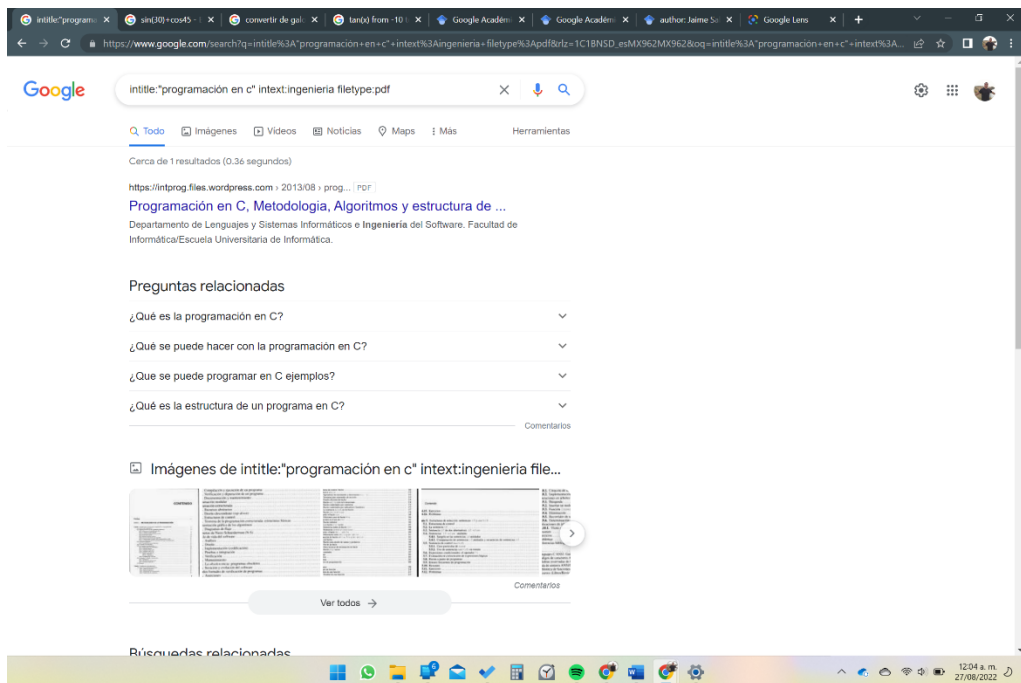 intitle:"programa
sin(30)+cos45 -
convertir de galo
tan(x) from -10 t
Google Académi
Google Académi
author: Jaime Sa
Google Lens
https://www.google.com/search?q=intitle%3A"programación+en+c"+intext%3Aingenieria+filetype%3Apdf&rlz=1C1BNSD_esMX962MX962&oq=intitle%3A"programación+en+c"+intext%3A...
Google
intitle:"programación en c" intext:ingenieria filetype:pdf
Todo Imágenes Vídeos Noticias Maps Más Herramientas
Cerca de 1 resultados (0.36 segundos)
https://intprog.files.wordpress.com › 2013/08 › prog... PDF
Programación en C, Metodologia, Algoritmos y estructura de ...
Departamento de Lenguajes y Sistemas Informáticos e Ingeniería del Software. Facultad de
Informática/Escuela Universitaria de Informática.
Preguntas relacionadas
¿Qué es la programación en C?
¿Qué se puede hacer con la programación en C?
¿Que se puede programar en C ejemplos?
¿Qué es la estructura de un programa en C?
Comentarios
Imágenes de intitle:"programación en c" intext:ingenieria file...
Comentarios
Ver todos →
Búsquedas relacionadas
6
12:04 a. m.
27/08/2022